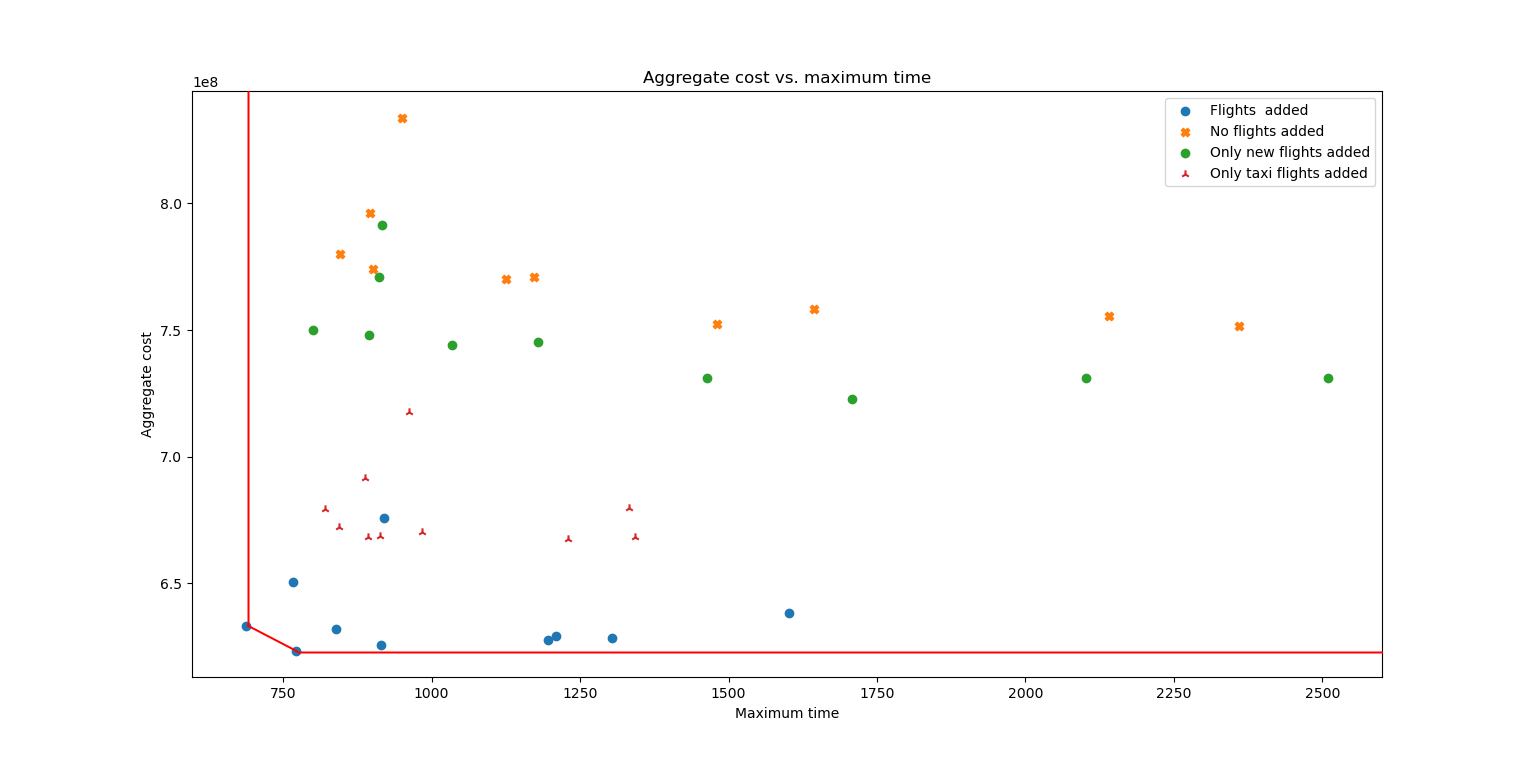 Aggregate cost vs. maximum time
1e8
Flights  added
No flights added
Only new flights added
Only taxi flights added
8.0
7.5
7.0
6.5
Aggregate cost
750
1000
1250
1500
1750
2000
2250
2500
Maximum time